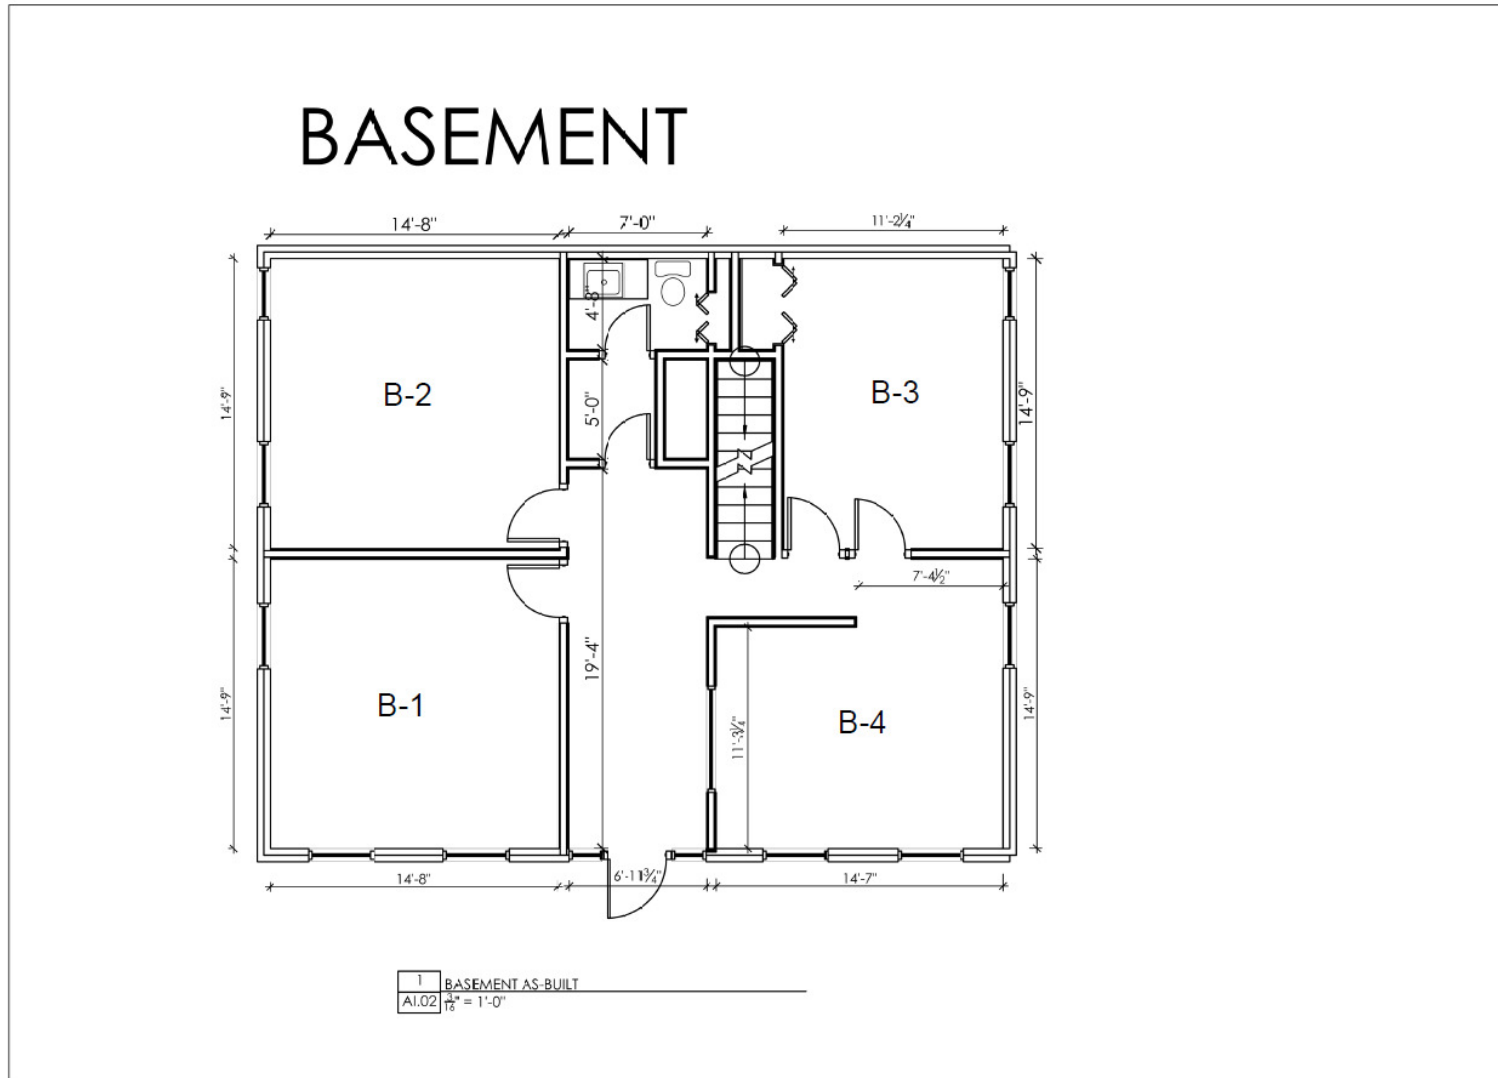 BASEMENT
14'-8"
7'-0"
11'-2¼"
4'-8"
14'-9"
B-2
5'-0"
B-3
14'-9"
7'-4½"
19'-4"
14'-9"
B-1
11'-3¼"
B-4
14'-9"
14'-8"
6'-11¾"
14'-7"
1
BASEMENT AS-BUILT
A1.02
3/16" = 1'-0"